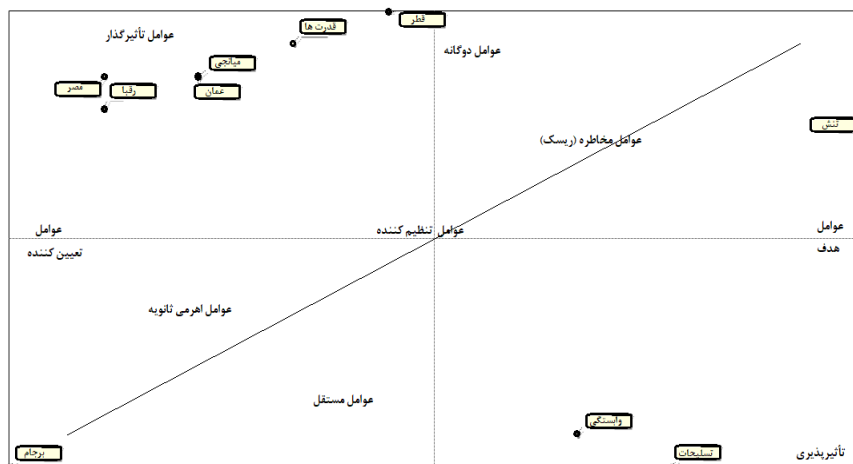 قطر
قدرت ها
عوامل تأثیرگذار
عوامل دوگانه
میانجی
مصر
رقبا
عمان
تنش
عوامل مخاطره (ریسک)
عوامل
عوامل تنظیم کننده
عوامل
تعیین کننده
هدف
عوامل اهرمی ثانویه
عوامل مستقل
وابستگی
برجام
تسلیحات
تأثیرپذیری